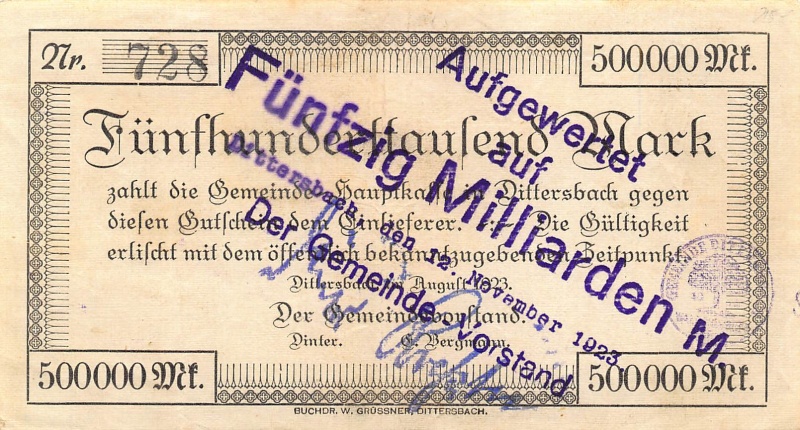 Nr. 728
500000 Mk.
Fünfhunderttausend Mark
zahlt die Gemeinde-Hauptkasse in Dittersbach gegen
diesen Gutschein dem Einlieferer. Die Gültigkeit
erlischt mit dem öffentlich bekanntzugebenden Zeitpunkt.
Dittersbach, im August 1923.
Der Gemeindevorstand.
Dinter. E. Bergmann.
500000 Mk.
500000 Mk.
BUCHDR. W. GRÜSSNER, DITTERSBACH.
Aufgewertet
auf
Fünfzig Milliarden M.
Dittersbach, den 12. November 1923.
Der Gemeinde-Vorstand